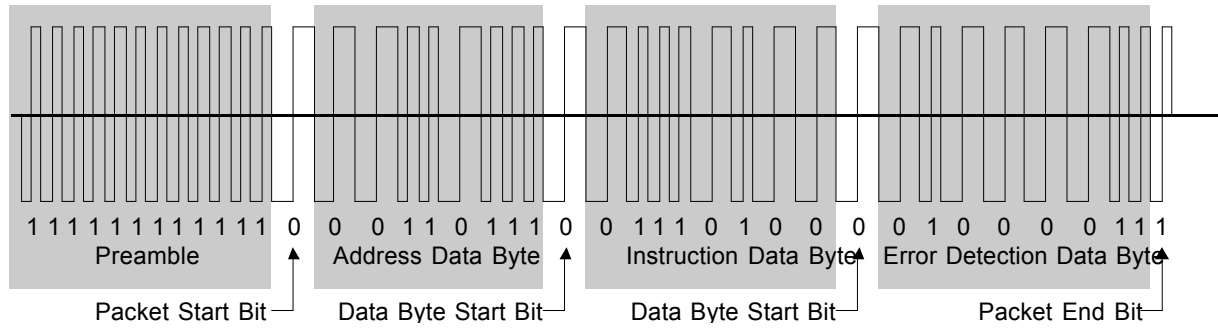 1 1 1 1 1 1 1 1 1 1 1 1 0 0 0 1 1 0 1 1 1 0 0 1 1 1 0 1 0 0 0 0 1 0 0 0 0 1 1 1
Preamble Address Data Byte Instruction Data Byte Error Detection Data Byte
Packet Start Bit Data Byte Start Bit Data Byte Start Bit Packet End Bit